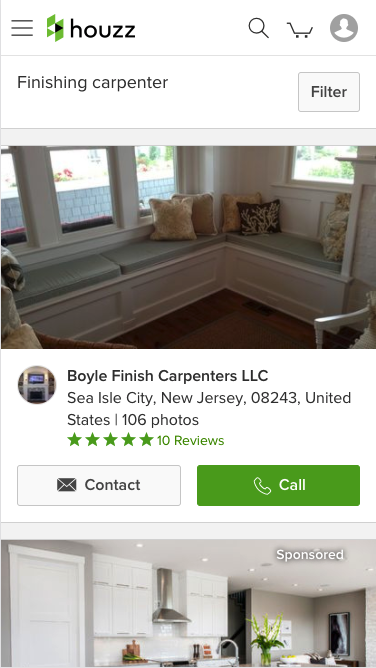 houzz
Finishing carpenter
Filter
Boyle Finish Carpenters LLC
Sea Isle City, New Jersey, 08243, United
States | 106 photos
10 Reviews
Contact
Call
Sponsored